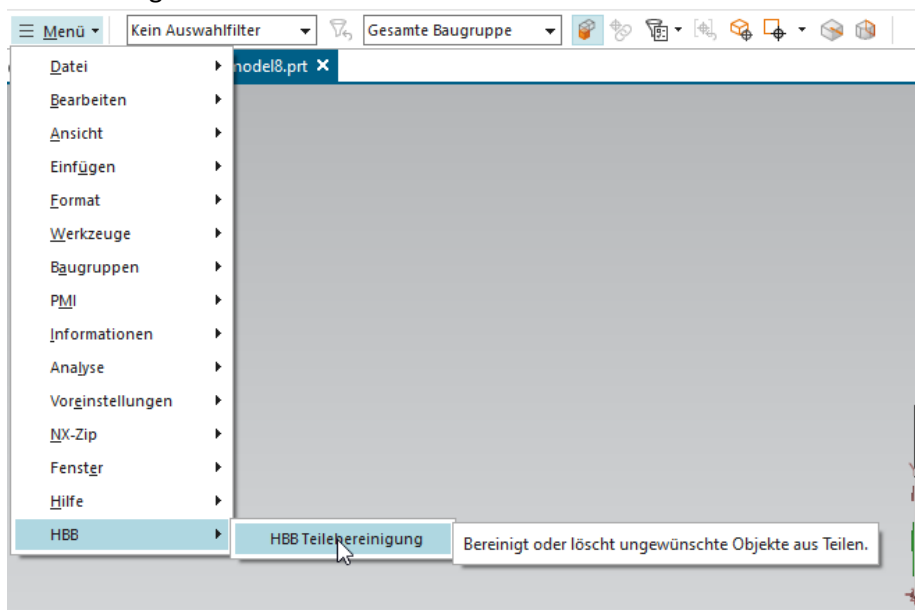 Menü
Kein Auswahlfilter
Gesamte Baugruppe
model8.prt
Datei
Bearbeiten
Ansicht
Einfügen
Format
Werkzeuge
Baugruppen
PMI
Informationen
Analyse
Voreinstellungen
NX-Zip
Fenster
Hilfe
HBB
HBB Teilebereinigung
Bereinigt oder löscht ungewünschte Objekte aus Teilen.